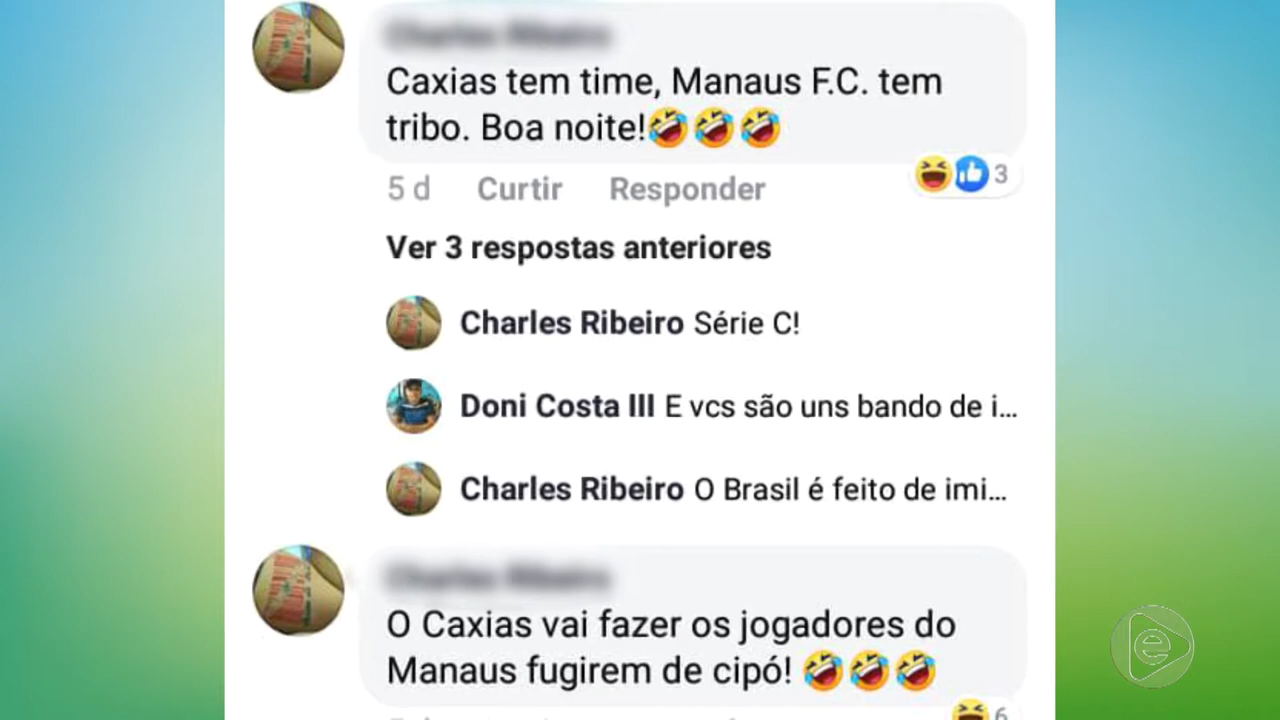 Caxias tem time, Manaus F.C. tem
tribo. Boa noite!🤣🤣🤣
5 d Curtir Responder 3
Ver 3 respostas anteriores
Charles Ribeiro Série C!
Doni Costa III E vcs são uns bando de i...
Charles Ribeiro O Brasil é feito de imi...
O Caxias vai fazer os jogadores do
Manaus fugirem de cipó! 🤣🤣🤣
6
e